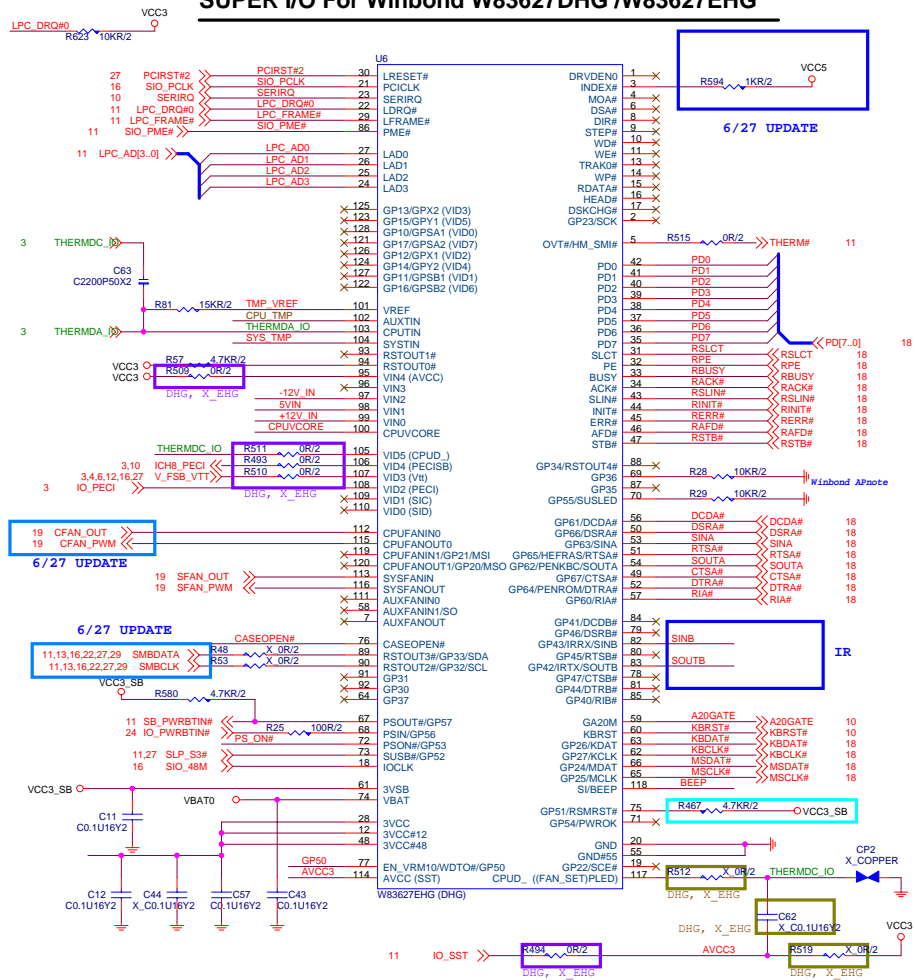 SUPER I/O For Winbond W83627DHG /W83627EHG
LPC_DRQ#0
R623 10KR/2
VCC3
U6
27 PCIRST#2 PCIRST#2 30 LRESET#
16 SIO_PCLK SIO_PCLK 21 PCICLK
10 SERIRQ SERIRQ 23 SERIRQ
11 LPC_DRQ#0 LPC_DRQ#0 22 LDRQ#
11 LPC_FRAME# LPC_FRAME# 29 LFRAME#
11 SIO_PME# SIO_PME# 86 PME#
11 LPC_AD[3..0]
LPC_AD0 27 LAD0
LPC_AD1 26 LAD1
LPC_AD2 25 LAD2
LPC_AD3 24 LAD3
125 GP13/GPX2 (VID3)
123 GP15/GPY1 (VID5)
128 GP10/GPSA1 (VID0)
121 GP17/GPSA2 (VID7)
126 GP12/GPX1 (VID2)
124 GP14/GPY2 (VID4)
127 GP11/GPSB1 (VID1)
122 GP16/GPSB2 (VID6)
3 THERMDC_IO
C63
C2200P50X2
R81 15KR/2
3 THERMDA_IO
TMP_VREF 101 VREF
CPU_TMP 102 AUXTIN
THERMDA_IO 103 CPUTIN
SYS_TMP 104 SYSTIN
93 RSTOUT1#
VCC3 R57 4.7KR/2 94 RSTOUT0#
VCC3 R509 0R/2 95 VIN4 (AVCC)
DHG, X_EHG
96 VIN3
-12V_IN 97 VIN2
5VIN 98 VIN1
+12V_IN 99 VIN0
CPUVCORE 100 CPUVCORE
THERMDC_IO R511 0R/2 105 VID5 (CPUD_)
3,10 ICH8_PECI R493 0R/2 106 VID4 (PECISB)
3,4,6,12,16,27 V_FSB_VTT R510 0R/2 107 VID3 (Vtt)
3 IO_PECI 108 VID2 (PECI)
DHG, X_EHG
109 VID1 (SIC)
110 VID0 (SID)
19 CFAN_OUT 112 CPUFANIN0
19 CFAN_PWM 115 CPUFANOUT0
6/27 UPDATE
119 CPUFANIN1/GP21/MSI
120 CPUFANOUT1/GP20/MSO
19 SFAN_OUT 113 SYSFANIN
19 SFAN_PWM 116 SYSFANOUT
111 AUXFANIN0
58 AUXFANIN1/SO
7 AUXFANOUT
6/27 UPDATE
CASEOPEN# 76 CASEOPEN#
11,13,16,22,27,29 SMBDATA R48 X_0R/2 89 RSTOUT3#/GP33/SDA
11,13,16,22,27,29 SMBCLK R53 X_0R/2 90 RSTOUT2#/GP32/SCL
91 GP31
92 GP30
64 GP37
VCC3_SB
R580 4.7KR/2
11 SB_PWRBTIN# 67 PSOUT#/GP57
24 IO_PWRBTIN# R25 100R/2 68 PSIN/GP56
PS_ON# 72 PSON#/GP53
11,27 SLP_S3# 73 SUSB#/GP52
16 SIO_48M 18 IOCLK
VCC3_SB 61 3VSB
VBAT0 74 VBAT
28 3VCC
12 3VCC#12
48 3VCC#48
C11
C0.1U16Y2
C12
C0.1U16Y2
C44
X_C0.1U16Y2
C57
C0.1U16Y2
C43
C0.1U16Y2
GP50 77 EN_VRM10/WDTO#/GP50
AVCC3 114 AVCC (SST)
W83627EHG (DHG)
DRVDEN0 1
INDEX# 3
MOA# 4
DSA# 6
DIR# 8
STEP# 9
WD# 10
WE# 11
TRAK0# 13
WP# 14
RDATA# 15
HEAD# 16
DSKCHG# 17
GP23/SCK 2
R594 1KR/2 VCC5
6/27 UPDATE
OVT#/HM_SMI# 5 R515 0R/2 THERM# 11
PD0 42 PD0
PD1 41 PD1
PD2 40 PD2
PD3 39 PD3
PD4 38 PD4
PD5 37 PD5
PD6 36 PD6
PD7 35 PD7
PD[7..0] 18
SLCT 31 RSLCT RSLCT 18
PE 32 RPE RPE 18
BUSY 33 RBUSY RBUSY 18
ACK# 34 RACK# RACK# 18
SLIN# 43 RSLIN# RSLIN# 18
INIT# 44 RINIT# RINIT# 18
ERR# 45 RERR# RERR# 18
AFD# 46 RAFD# RAFD# 18
STB# 47 RSTB# RSTB# 18
GP34/RSTOUT4# 88
GP36 69 R28 10KR/2
GP35 87 Winbond APnote
GP55/SUSLED 70 R29 10KR/2
GP61/DCDA# 56 DCDA# DCDA# 18
GP66/DSRA# 50 DSRA# DSRA# 18
GP63/SINA 53 SINA SINA 18
GP65/HEFRAS/RTSA# 51 RTSA# RTSA# 18
GP62/PENKBC/SOUTA 54 SOUTA SOUTA 18
GP67/CTSA# 49 CTSA# CTSA# 18
GP64/PENROM/DTRA# 52 DTRA# DTRA# 18
GP60/RIA# 57 RIA# RIA# 18
GP41/DCDB# 84
GP46/DSRB# 79
GP43/IRRX/SINB 82 SINB
GP45/RTSB# 80
GP42/IRTX/SOUTB 83 SOUTB
GP47/CTSB# 78
GP44/DTRB# 81
GP40/RIB# 85
IR
GA20M 59 A20GATE A20GATE 10
KBRST 60 KBRST# KBRST# 10
GP26/KDAT 63 KBDAT# KBDAT# 18
GP27/KCLK 62 KBCLK# KBCLK# 18
GP24/MDAT 66 MSDAT# MSDAT# 18
GP25/MCLK 65 MSCLK# MSCLK# 18
SI/BEEP 118 BEEP
GP51/RSMRST# 75 R467 4.7KR/2 VCC3_SB
GP54/PWROK 71
GND 20
GND#55 55
GP22/SCE# 19
CPUD_ ((FAN_SET)PLED) 117 R512 X_0R/2 THERMDC_IO
DHG, X_EHG
CP2
X_COPPER
C62
X_C0.1U16Y2
DHG, X_EHG
11 IO_SST R494 0R/2 AVCC3 R519 X_0R/2 VCC3
DHG, X_EHG
DHG, X_EHG